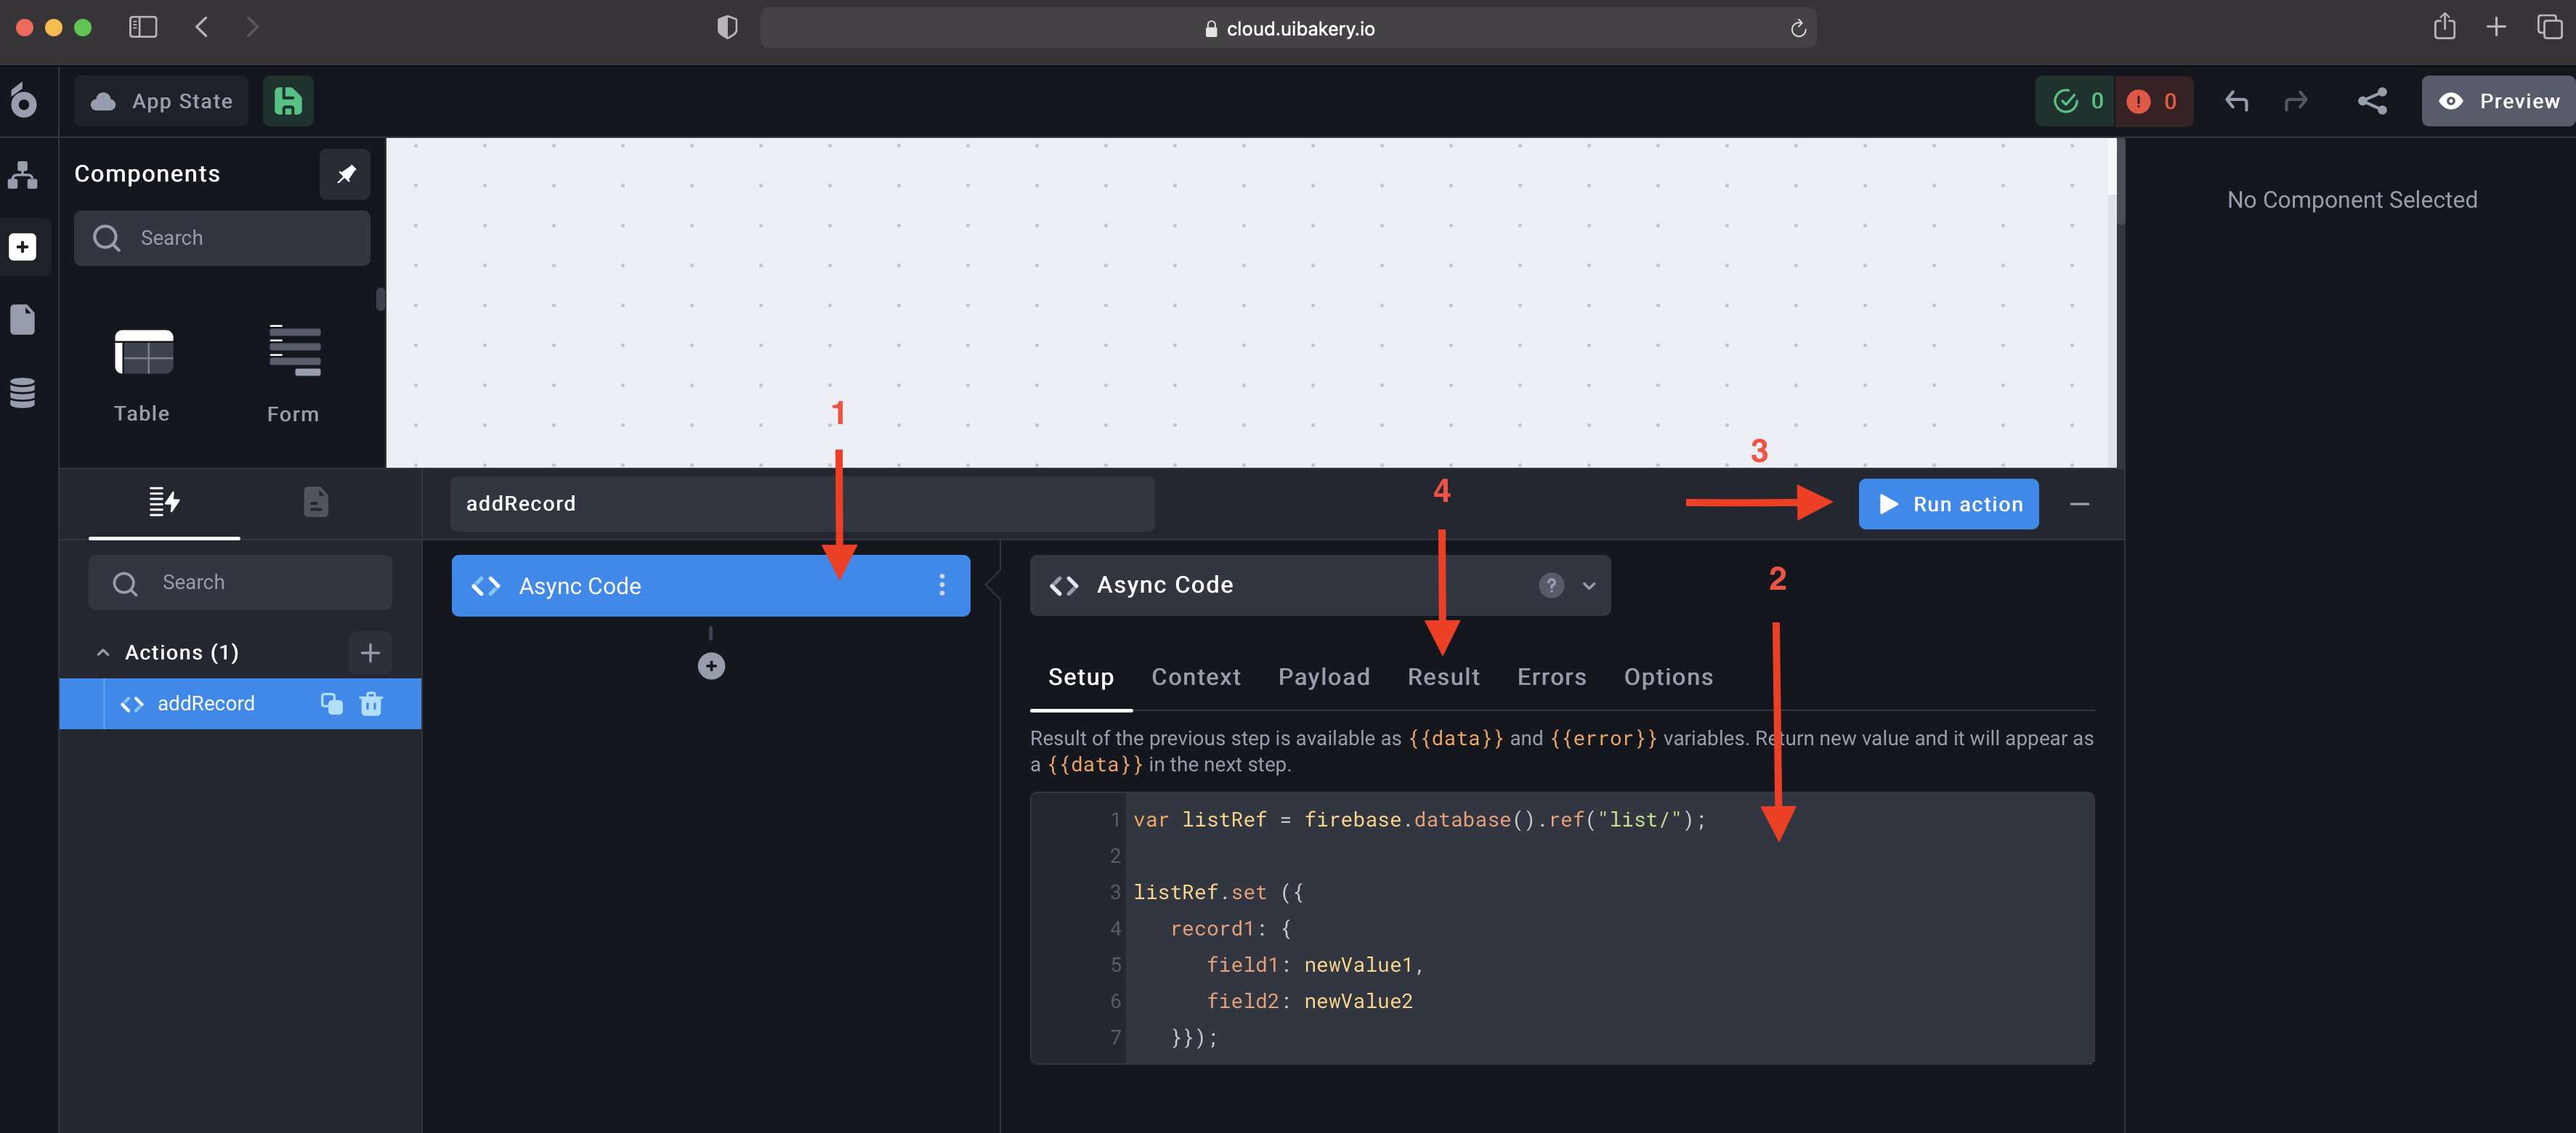 cloud.uibakery.io
App State
0
0
Preview
Components
Search
Table
Form
No Component Selected
1
3
4
2
addRecord
Run action
Search
Async Code
Async Code
?
Actions (1)
addRecord
Setup
Context
Payload
Result
Errors
Options
Result of the previous step is available as {{data}} and {{error}} variables. Return new value and it will appear as
a {{data}} in the next step.
1 var listRef = firebase.database().ref("list/");
2
3 listRef.set ({
4 record1: {
5 field1: newValue1,
6 field2: newValue2
7 }});